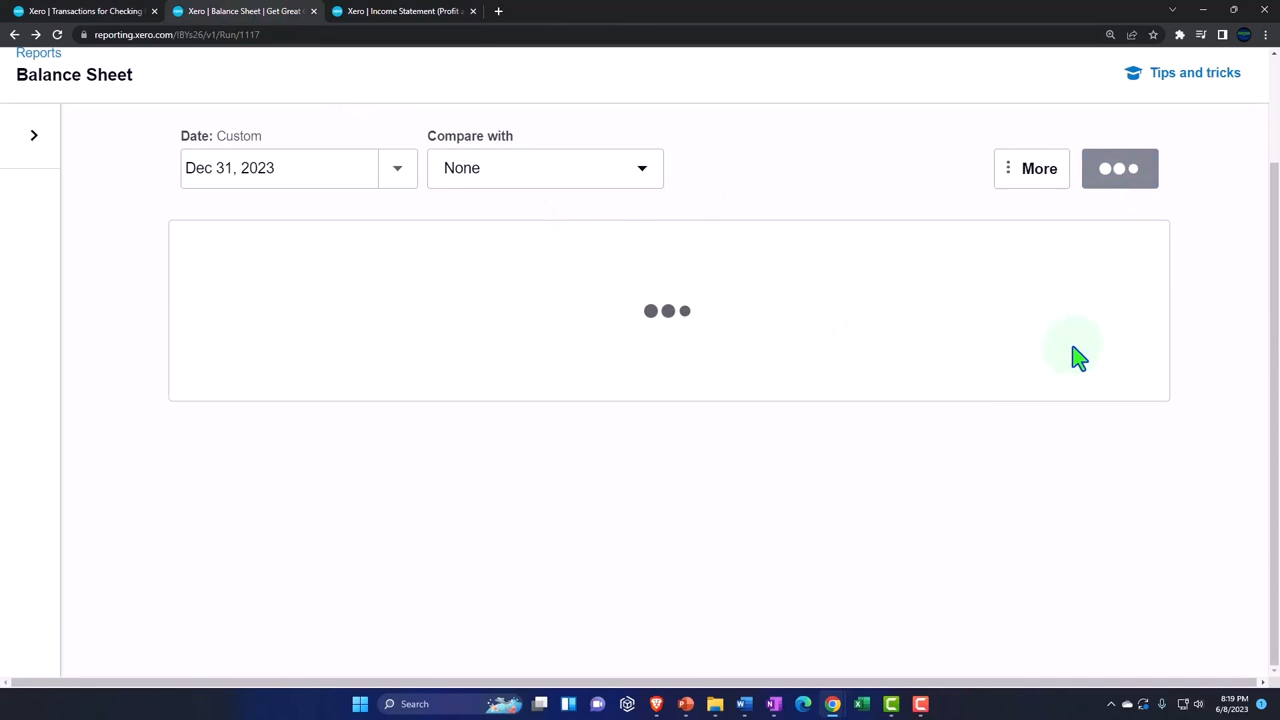 Xero | Transactions for Checking
Xero | Balance Sheet | Get Great
Xero | Income Statement (Profit a
reporting.xero.com/!BYs26/v1/Run/1117
Reports
Balance Sheet
Tips and tricks
Date: Custom
Compare with
Dec 31, 2023
None
More
Search
8:39 PM
6/8/2023